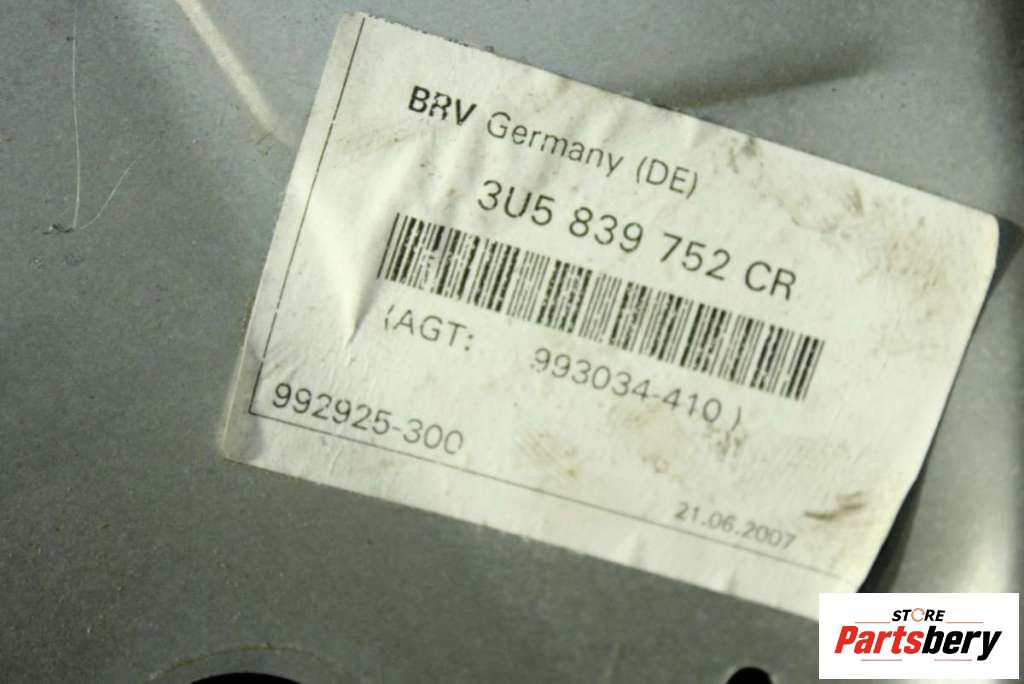 BRV Germany (DE)
3U5 839 752 CR
(AGT: 993034-410 )
992925-300
21.06.2007
STORE
Partsbery